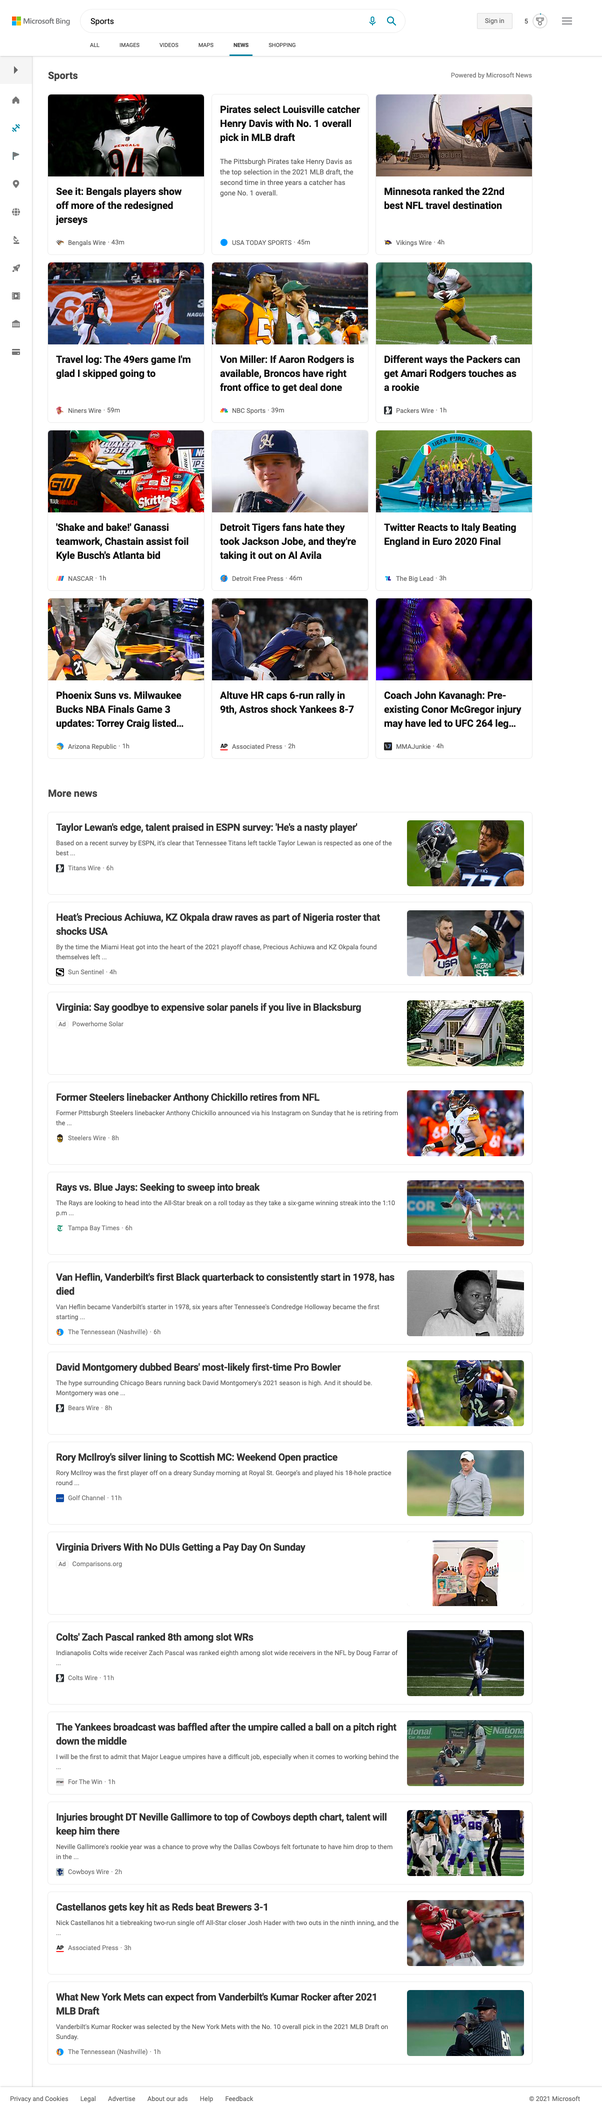 Microsoft Bing
Sports
Sign in
5
ALL
IMAGES
VIDEOS
MAPS
NEWS
SHOPPING
Sports
Powered by Microsoft News
BENGALS
94
See it: Bengals players show
off more of the redesigned
jerseys
Bengals Wire · 43m
Pirates select Louisville catcher
Henry Davis with No. 1 overall
pick in MLB draft
The Pittsburgh Pirates take Henry Davis as
the top selection in the 2021 MLB draft, the
second time in three years a catcher has
gone No. 1 overall.
USA TODAY SPORTS · 45m
Minnesota ranked the 22nd
best NFL travel destination
Vikings Wire · 4h
Travel log: The 49ers game I'm
glad I skipped going to
Niners Wire · 59m
Von Miller: If Aaron Rodgers is
available, Broncos have right
front office to get deal done
NBC Sports · 39m
Different ways the Packers can
get Amari Rodgers touches as
a rookie
Packers Wire · 1h
'Shake and bake!' Ganassi
teamwork, Chastain assist foil
Kyle Busch's Atlanta bid
NASCAR · 1h
Detroit Tigers fans hate they
took Jackson Jobe, and they're
taking it out on Al Avila
Detroit Free Press · 46m
Twitter Reacts to Italy Beating
England in Euro 2020 Final
The Big Lead · 3h
Phoenix Suns vs. Milwaukee
Bucks NBA Finals Game 3
updates: Torrey Craig listed...
Arizona Republic · 1h
Altuve HR caps 6-run rally in
9th, Astros shock Yankees 8-7
Associated Press · 2h
Coach John Kavanagh: Pre-
existing Conor McGregor injury
may have led to UFC 264 leg...
MMAJunkie · 4h
More news
Taylor Lewan's edge, talent praised in ESPN survey: 'He's a nasty player'
Based on a recent survey by ESPN, it's clear that Tennessee Titans left tackle Taylor Lewan is respected as one of the
best ...
Titans Wire · 6h
Heat's Precious Achiuwa, KZ Okpala draw raves as part of Nigeria roster that
shocks USA
By the time the Miami Heat got into the heart of the 2021 playoff chase, Precious Achiuwa and KZ Okpala found
themselves left ...
Sun Sentinel · 4h
Virginia: Say goodbye to expensive solar panels if you live in Blacksburg
Ad Powerhome Solar
Former Steelers linebacker Anthony Chickillo retires from NFL
Former Pittsburgh Steelers linebacker Anthony Chickillo announced via his Instagram on Sunday that he is retiring from
the ...
Steelers Wire · 8h
Rays vs. Blue Jays: Seeking to sweep into break
The Rays are looking to head into the All-Star break on a roll today as they take a six-game winning streak into the 1:10
p.m ...
Tampa Bay Times · 6h
Van Heflin, Vanderbilt's first Black quarterback to consistently start in 1978, has
died
Van Heflin became Vanderbilt's starter in 1978, six years after Tennessee's Condredge Holloway became the first
starting ...
The Tennessean (Nashville) · 6h
David Montgomery dubbed Bears' most-likely first-time Pro Bowler
The hype surrounding Chicago Bears running back David Montgomery's 2021 season is high. And it should be.
Montgomery was one ...
Bears Wire · 8h
Rory McIlroy's silver lining to Scottish MC: Weekend Open practice
Rory McIlroy was the first player off on a dreary Sunday morning at Royal St. George's and played his 18-hole practice
round ...
Golf Channel · 11h
Virginia Drivers With No DUIs Getting a Pay Day On Sunday
Ad Comparisons.org
Colts' Zach Pascal ranked 8th among slot WRs
Indianapolis Colts wide receiver Zach Pascal was ranked eighth among slot wide receivers in the NFL by Doug Farrar of
...
Colts Wire · 11h
The Yankees broadcast was baffled after the umpire called a ball on a pitch right
down the middle
I will be the first to admit that Major League umpires have a difficult job, especially when it comes to working behind the
...
For The Win · 1h
Injuries brought DT Neville Gallimore to top of Cowboys depth chart, talent will
keep him there
Neville Gallimore's rookie year was a chance to prove why the Dallas Cowboys felt fortunate to have him drop to them
in the ...
Cowboys Wire · 2h
Castellanos gets key hit as Reds beat Brewers 3-1
Nick Castellanos hit a tiebreaking two-run single off All-Star closer Josh Hader with two outs in the ninth inning, and the
...
Associated Press · 3h
What New York Mets can expect from Vanderbilt's Kumar Rocker after 2021
MLB Draft
Vanderbilt's Kumar Rocker was selected by the New York Mets with the No. 10 overall pick in the 2021 MLB Draft on
Sunday.
The Tennessean (Nashville) · 1h
Privacy and Cookies
Legal
Advertise
About our ads
Help
Feedback
© 2021 Microsoft